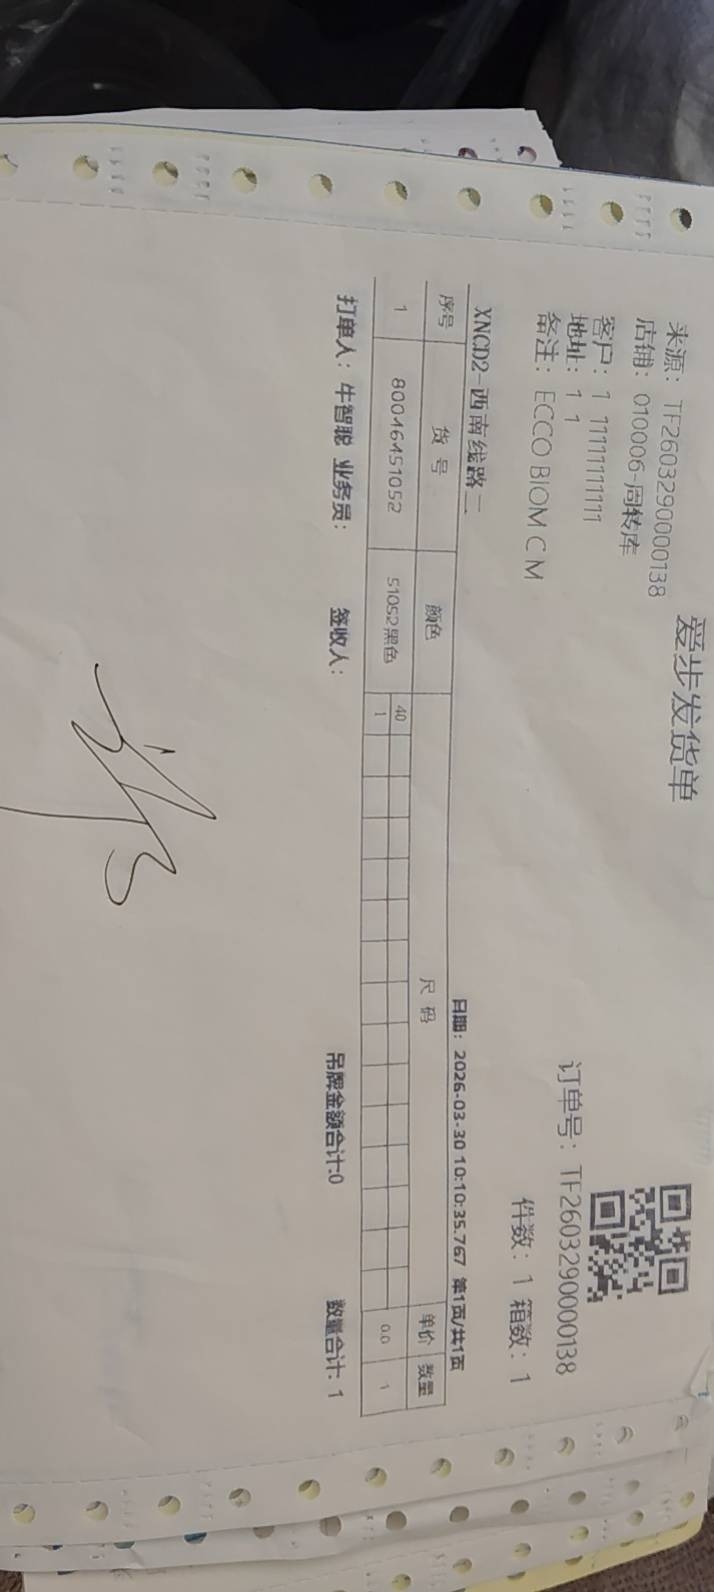 爱步发货单
来源：TF2603290000138
店铺：010006-周转库
客户：1 11111111111
地址：1 1
订单号：TF2603290000138
备注：ECCO BIOM C M
件数：1 箱数：1
XNCD2-西南线路二
日期：2026-03-30 10:10:35.767 第1页/共1页
序号 货号 颜色 尺码 单价 数量
40
1 80046451052 51052黑色 1 0.0 1
打单人：牛智聪 业务员： 签收人： 吊牌金额合计:0 数量合计: 1